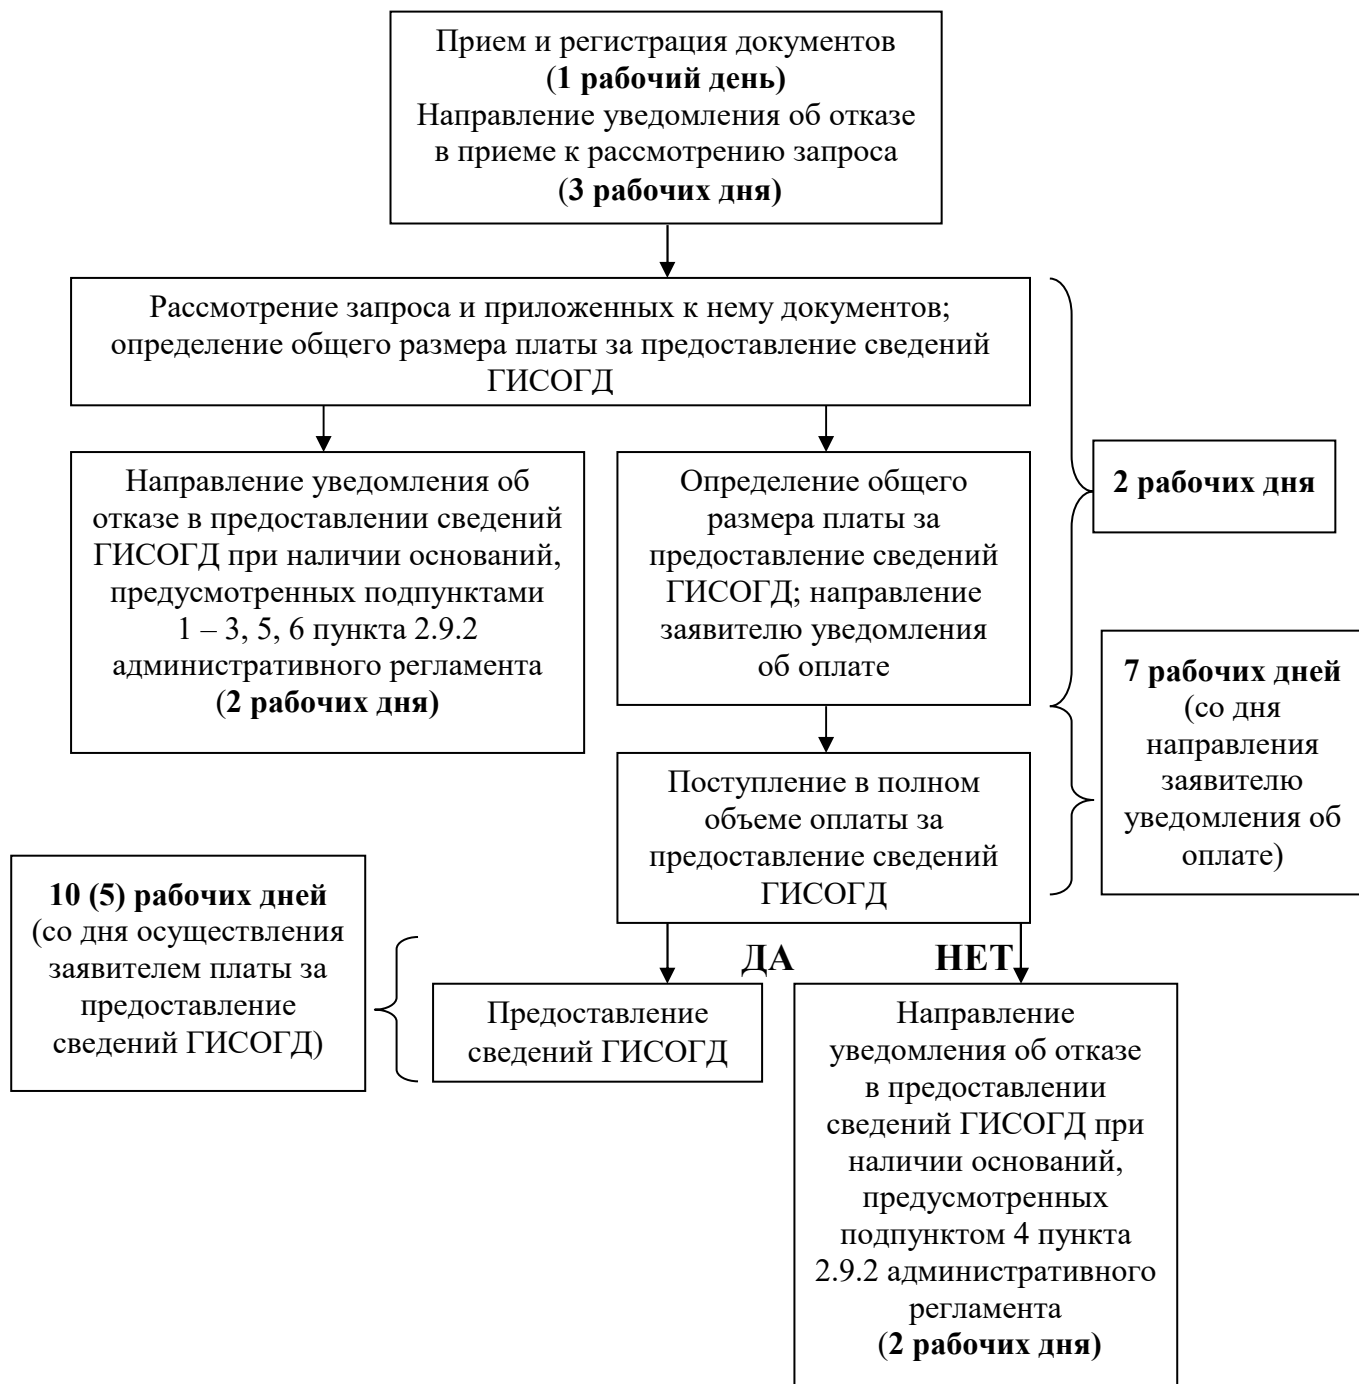 Прием и регистрация документов
(1 рабочий день)
Направление уведомления об отказе
в приеме к рассмотрению запроса
(3 рабочих дня)
Рассмотрение запроса и приложенных к нему документов;
определение общего размера платы за предоставление сведений
ГИСОГД
Направление уведомления об
отказе в предоставлении сведений
ГИСОГД при наличии оснований,
предусмотренных подпунктами
1 – 3, 5, 6 пункта 2.9.2
административного регламента
(2 рабочих дня)
Определение общего
размера платы за
предоставление сведений
ГИСОГД; направление
заявителю уведомления
об оплате
2 рабочих дня
7 рабочих дней
(со дня
направления
заявителю
уведомления об
оплате)
Поступление в полном
объеме оплаты за
предоставление сведений
ГИСОГД
10 (5) рабочих дней
(со дня осуществления
заявителем платы за
предоставление
сведений ГИСОГД)
ДА
НЕТ
Предоставление
сведений ГИСОГД
Направление
уведомления об отказе
в предоставлении
сведений ГИСОГД при
наличии оснований,
предусмотренных
подпунктом 4 пункта
2.9.2 административного
регламента
(2 рабочих дня)